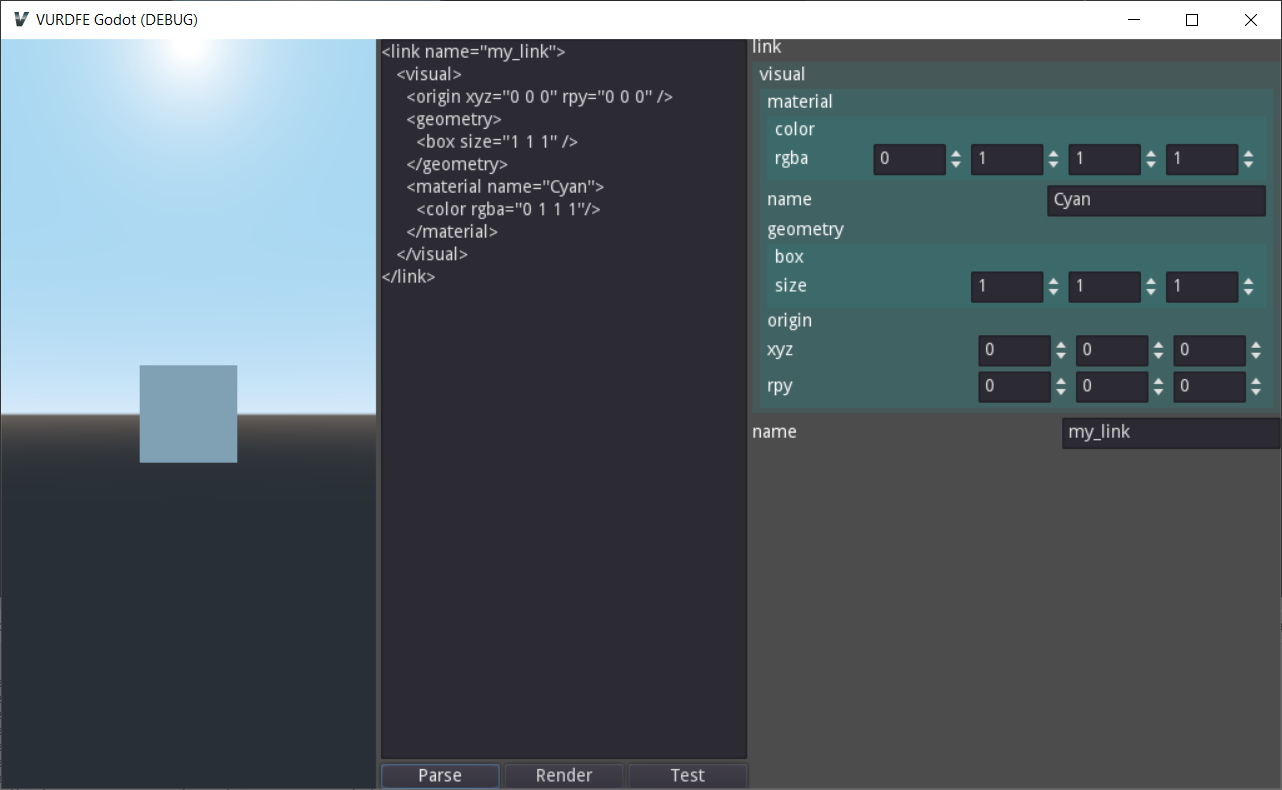 VURDFE Godot (DEBUG)
<link name="my_link">
<visual>
<origin xyz="0 0 0" rpy="0 0 0" />
<geometry>
<box size="1 1 1" />
</geometry>
<material name="Cyan">
<color rgba="0 1 1 1"/>
</material>
</visual>
</link>
Parse Render Test
link
visual
material
color
rgba 0 1 1 1
name Cyan
geometry
box
size 1 1 1
origin
xyz 0 0 0
rpy 0 0 0
name my_link